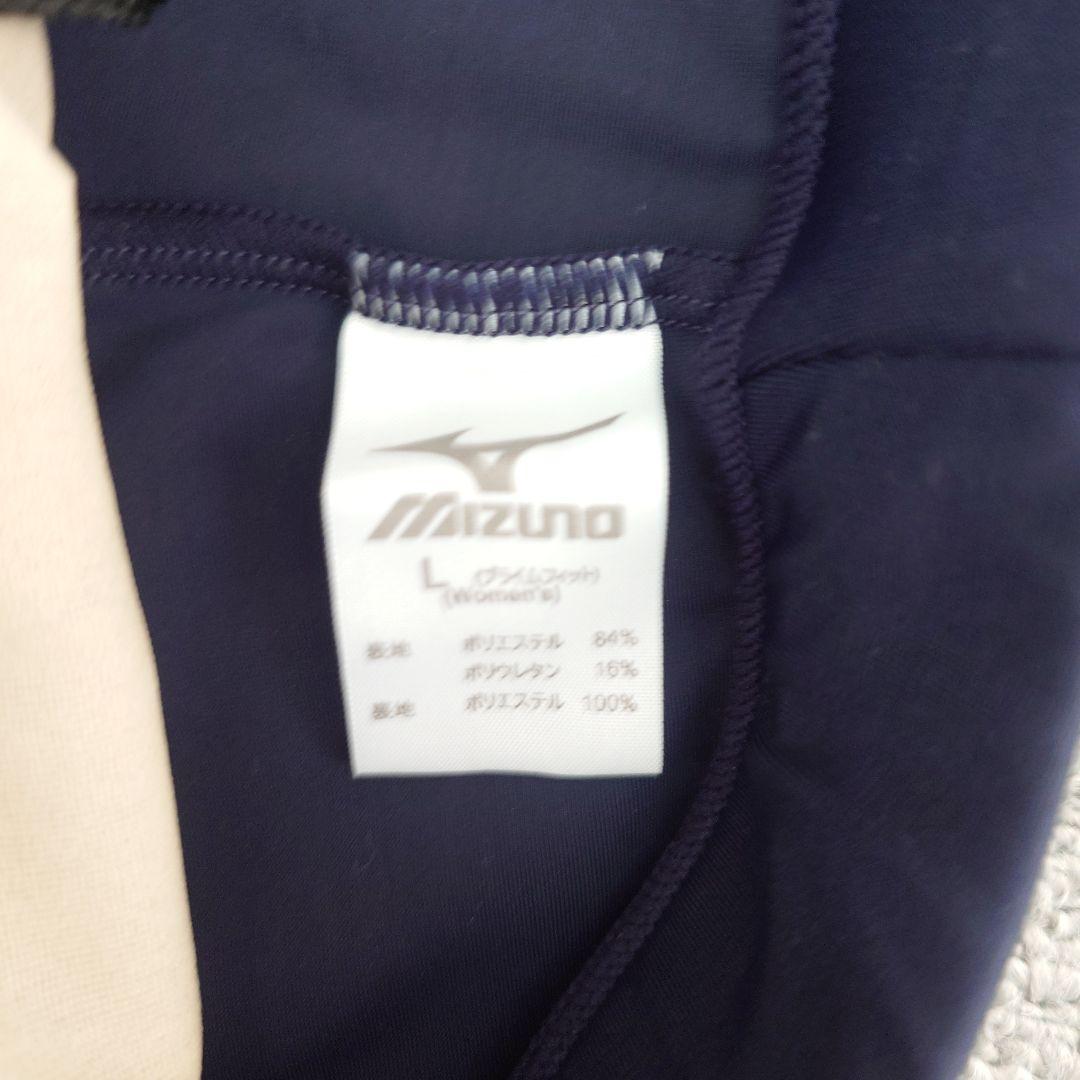 MIZUNO
L (プライムフィット)
(Women's)
表地 ポリエステル 84%
ポリウレタン 16%
裏地 ポリエステル 100%